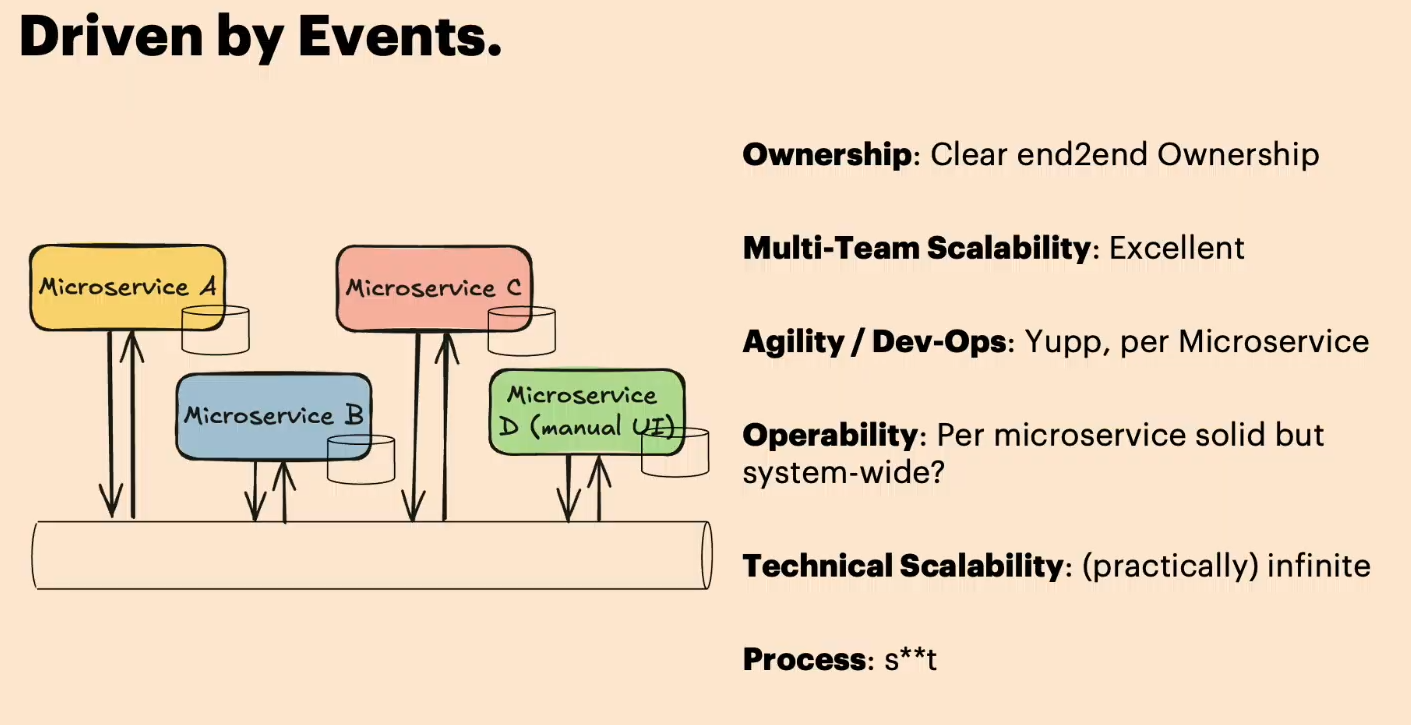 Driven by Events.
Ownership: Clear end2end Ownership
Multi-Team Scalability: Excellent
Agility / Dev-Ops: Yupp, per Microservice
Operability: Per microservice solid but
system-wide?
Technical Scalability: (practically) infinite
Process: s**t
Microservice A
Microservice C
Microservice B
Microservice
D (manual UI)